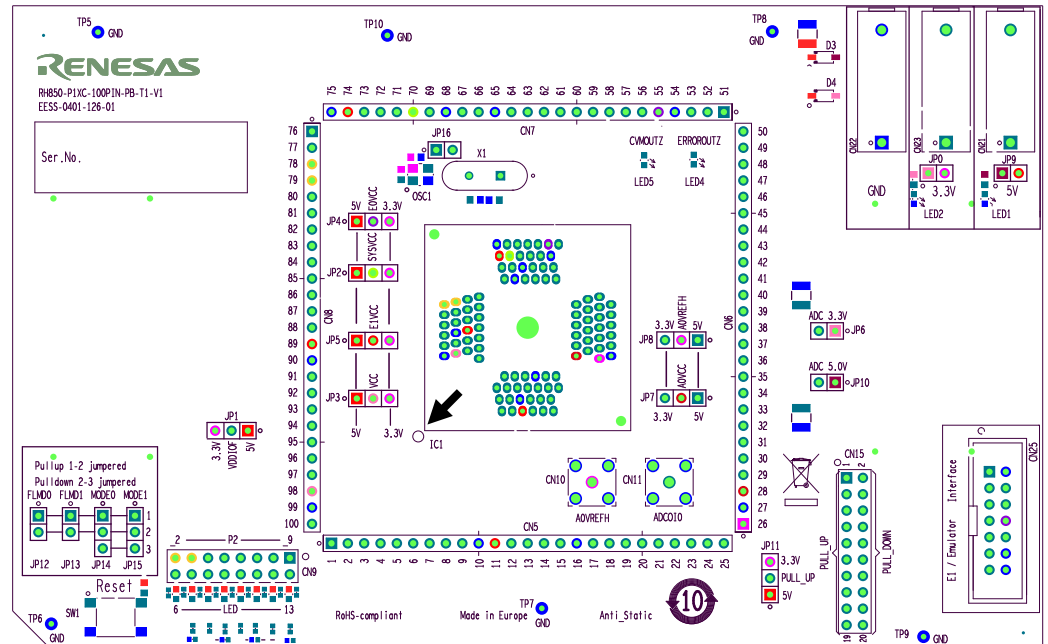 TP5
GND
TP10
GND
TP8
GND
D3
D4
RENESAS
RH850-P1XC-100PIN-PB-T1-V1
EESS-0401-126-01
Ser.No.
75 74 73 72 71 70 69 68 67 66 65 64 63 62 61 60 59 58 57 56 55 54 53 52 51
CN7
JP16
X1
OSC1
CVMOUTZ
ERROROUTZ
LED5
LED4
CN22
CN23
CN21
GND
JP0
3.3V
LED2
JP9
5V
LED1
76
77
78
79
80
81
82
83
84
85
86
87
88
89
90
91
92
93
94
95
96
97
98
99
100
CN8
5V
E0VCC
3.3V
JP4
SYSVCC
JP2
E1VCC
JP5
VCC
JP3
5V
3.3V
IC1
3.3V
A0VREFH
5V
JP8
A0VCC
JP7
3.3V
5V
50
49
48
47
46
45
44
43
42
41
40
39
38
37
36
35
34
33
32
31
30
29
28
27
26
CN6
ADC 3.3V
JP6
ADC 5.0V
JP10
JP1
3.3V
VDDIOF
5V
Pullup 1-2 jumpered
Pulldown 2-3 jumpered
FLMD0 FLMD1 MODE0 MODE1
1
2
3
JP12 JP13 JP14 JP15
Reset
SW1
TP6
GND
2 P2 9
CN9
6 LED 13
CN10
CN11
A0VREFH
ADC0I0
CN5
1 2 3 4 5 6 7 8 9 10 11 12 13 14 15 16 17 18 19 20 21 22 23 24 25
RoHS-compliant
Made in Europe
TP7
GND
Anti_Static
10
JP11
3.3V
PULL_UP
5V
CN15
1 2
PULL_UP
PULL_DOWN
19 20
TP9
GND
CN25
E1 / Emulator Interface